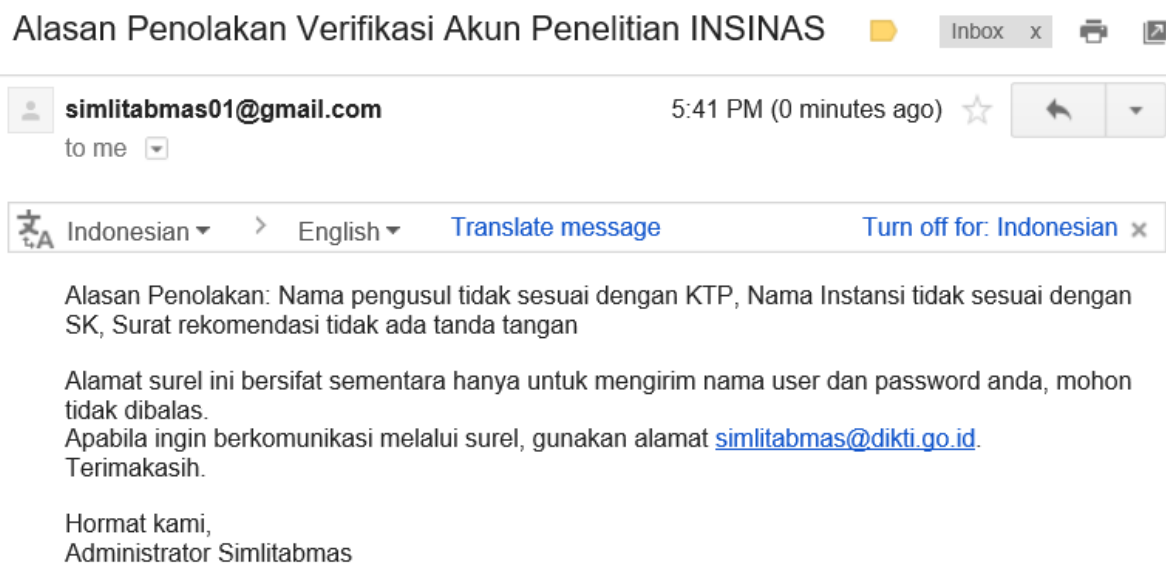 Alasan Penolakan Verifikasi Akun Penelitian INSINAS
Inbox x
simlitabmas01@gmail.com
5:41 PM (0 minutes ago)
to me
Indonesian > English Translate message Turn off for: Indonesian x
Alasan Penolakan: Nama pengusul tidak sesuai dengan KTP, Nama Instansi tidak sesuai dengan
SK, Surat rekomendasi tidak ada tanda tangan
Alamat surel ini bersifat sementara hanya untuk mengirim nama user dan password anda, mohon
tidak dibalas.
Apabila ingin berkomunikasi melalui surel, gunakan alamat simlitabmas@dikti.go.id.
Terimakasih.
Hormat kami,
Administrator Simlitabmas